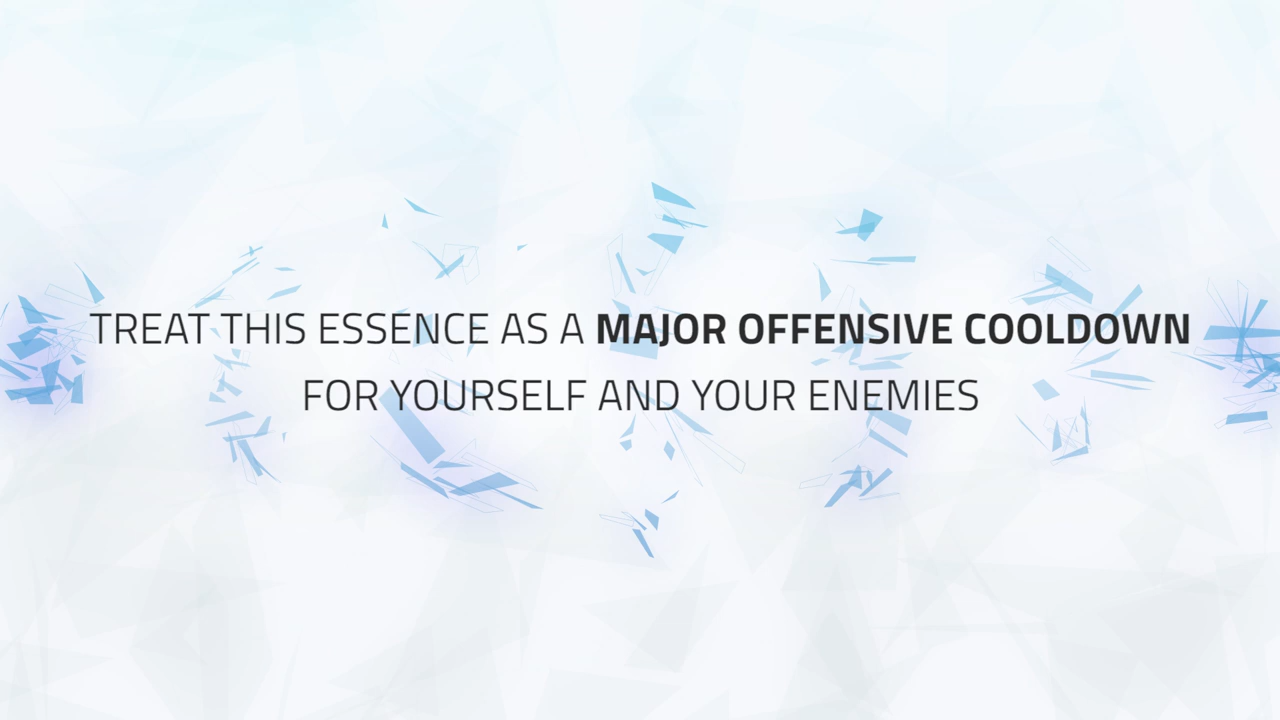 TREAT THIS ESSENCE AS A MAJOR OFFENSIVE COOLDOWN
FOR YOURSELF AND YOUR ENEMIES